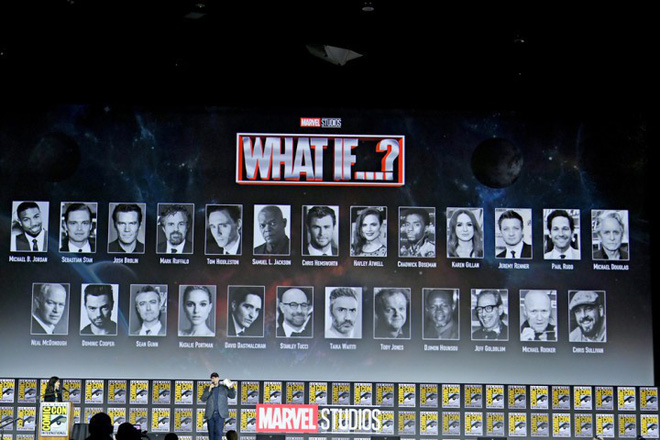 MARVEL STUDIOS
WHAT IF...?
MICHAEL B. JORDAN SEBASTIAN STAN JOSH BROLIN MARK RUFFALO TOM HIDDLESTON SAMUEL L. JACKSON CHRIS HEMSWORTH HAYLEY ATWELL CHADWICK BOSEMAN KAREN GILLAN JEREMY RENNER PAUL RUDD MICHAEL DOUGLAS
NEAL MCDONOUGH DOMINIC COOPER SEAN GUNN NATALIE PORTMAN DAVID DASTMALCHIAN STANLEY TUCCI TAIKA WAITITI TOBY JONES DJIMON HOUNSOU JEFF GOLDBLUM MICHAEL ROOKER CHRIS SULLIVAN
COMIC CON
MARVEL STUDIOS